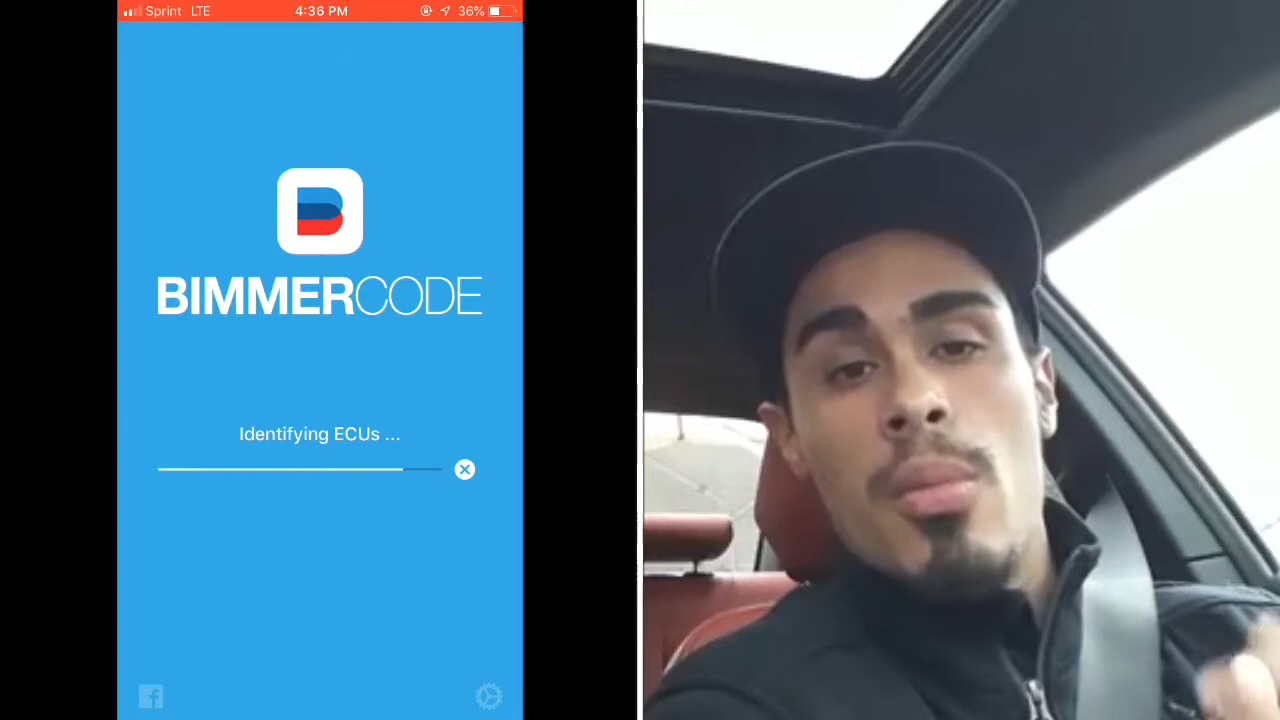 Sprint LTE 4:36 PM 36%
BIMMERCODE
Identifying ECUs ...